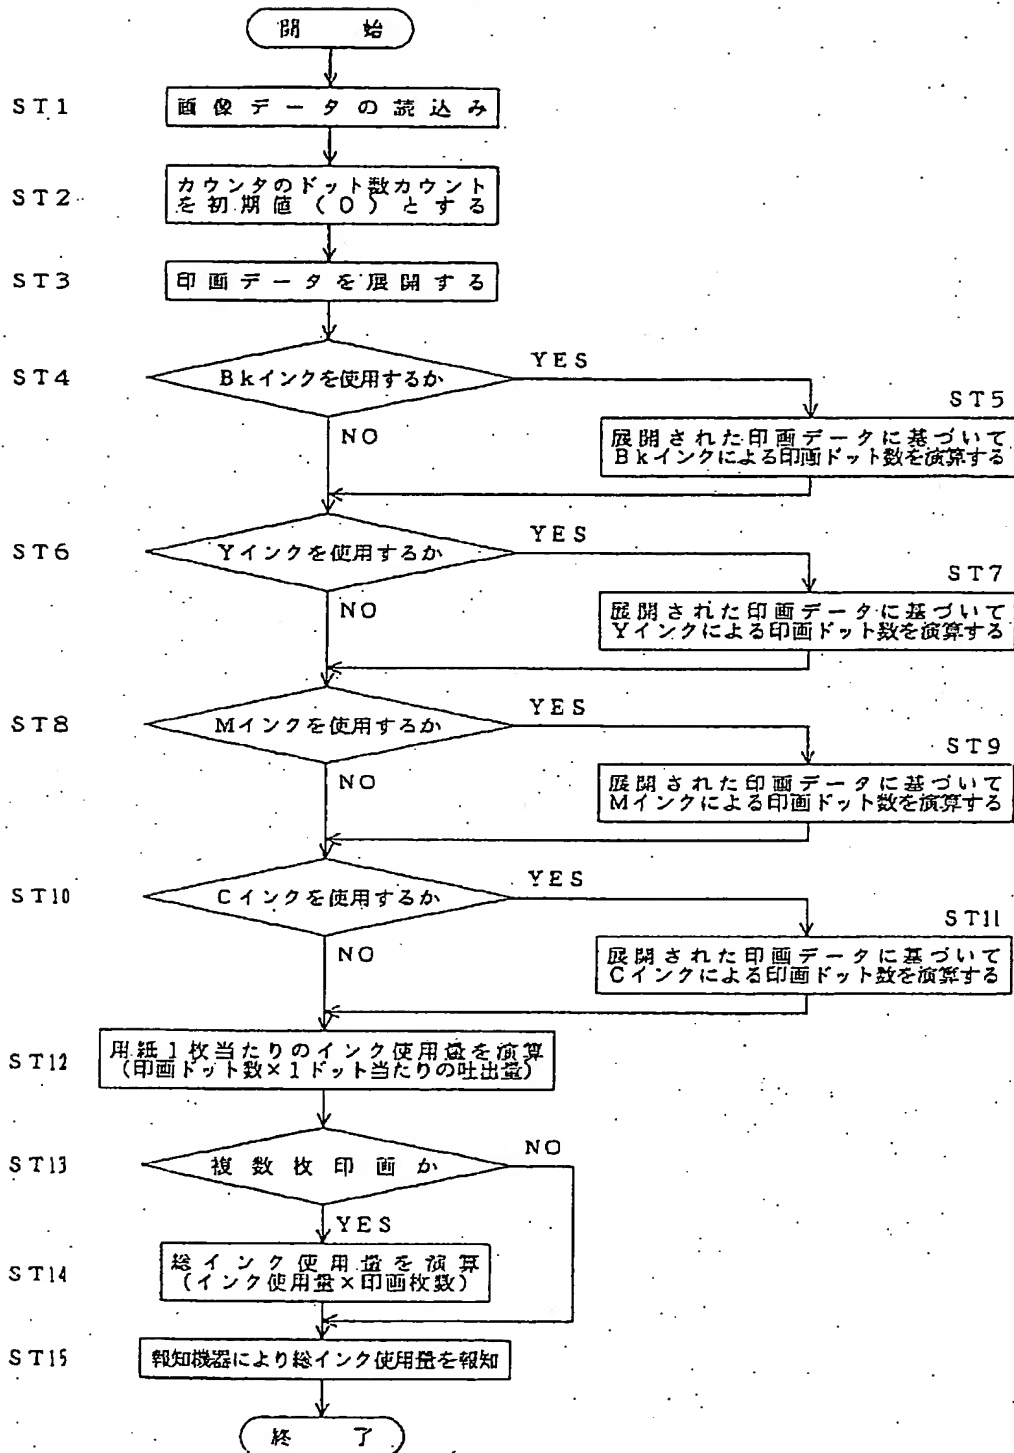 開 始
ST1
画像データの読込み
ST2
カウンタのドット数カウント
を初期値(0)とする
ST3
印画データを展開する
ST4
Bkインクを使用するか
YES
NO
ST5
展開された印画データに基づいて
Bkインクによる印画ドット数を演算する
ST6
Yインクを使用するか
YES
NO
ST7
展開された印画データに基づいて
Yインクによる印画ドット数を演算する
ST8
Mインクを使用するか
YES
NO
ST9
展開された印画データに基づいて
Mインクによる印画ドット数を演算する
ST10
Cインクを使用するか
YES
NO
ST11
展開された印画データに基づいて
Cインクによる印画ドット数を演算する
ST12
用紙1枚当たりのインク使用量を演算
(印画ドット数×1ドット当たりの吐出量)
ST13
複数枚印画か
NO
YES
ST14
総インク使用量を演算
(インク使用量×印画枚数)
ST15
報知機器により総インク使用量を報知
終 了